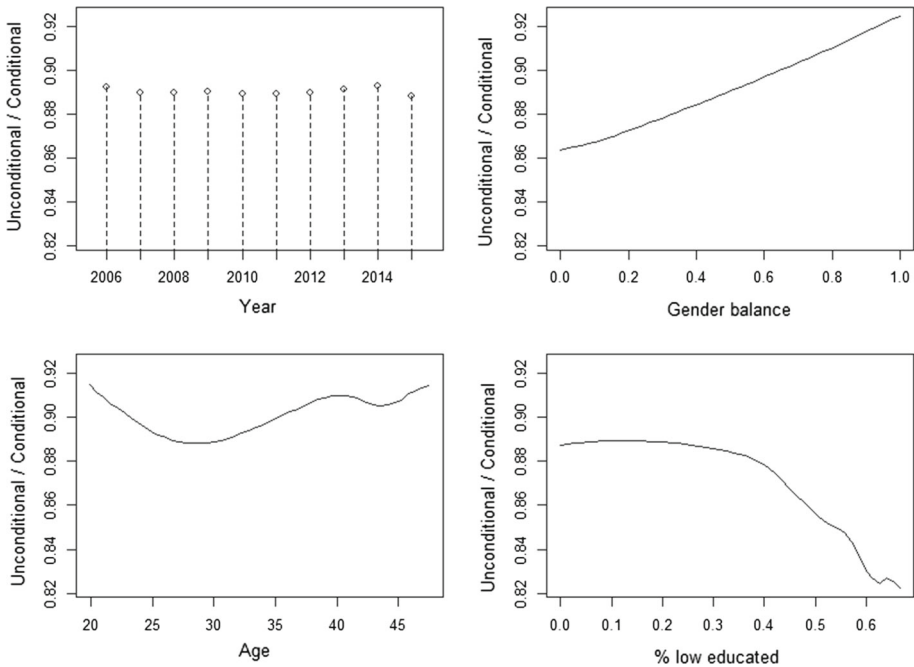 Unconditional / Conditional
0.82 0.84 0.86 0.88 0.90 0.92
2006 2008 2010 2012 2014
Year
Unconditional / Conditional
0.82 0.84 0.86 0.88 0.90 0.92
0.0 0.2 0.4 0.6 0.8 1.0
Gender balance
Unconditional / Conditional
0.82 0.84 0.86 0.88 0.90 0.92
20 25 30 35 40 45
Age
Unconditional / Conditional
0.82 0.84 0.86 0.88 0.90 0.92
0.0 0.1 0.2 0.3 0.4 0.5 0.6
% low educated